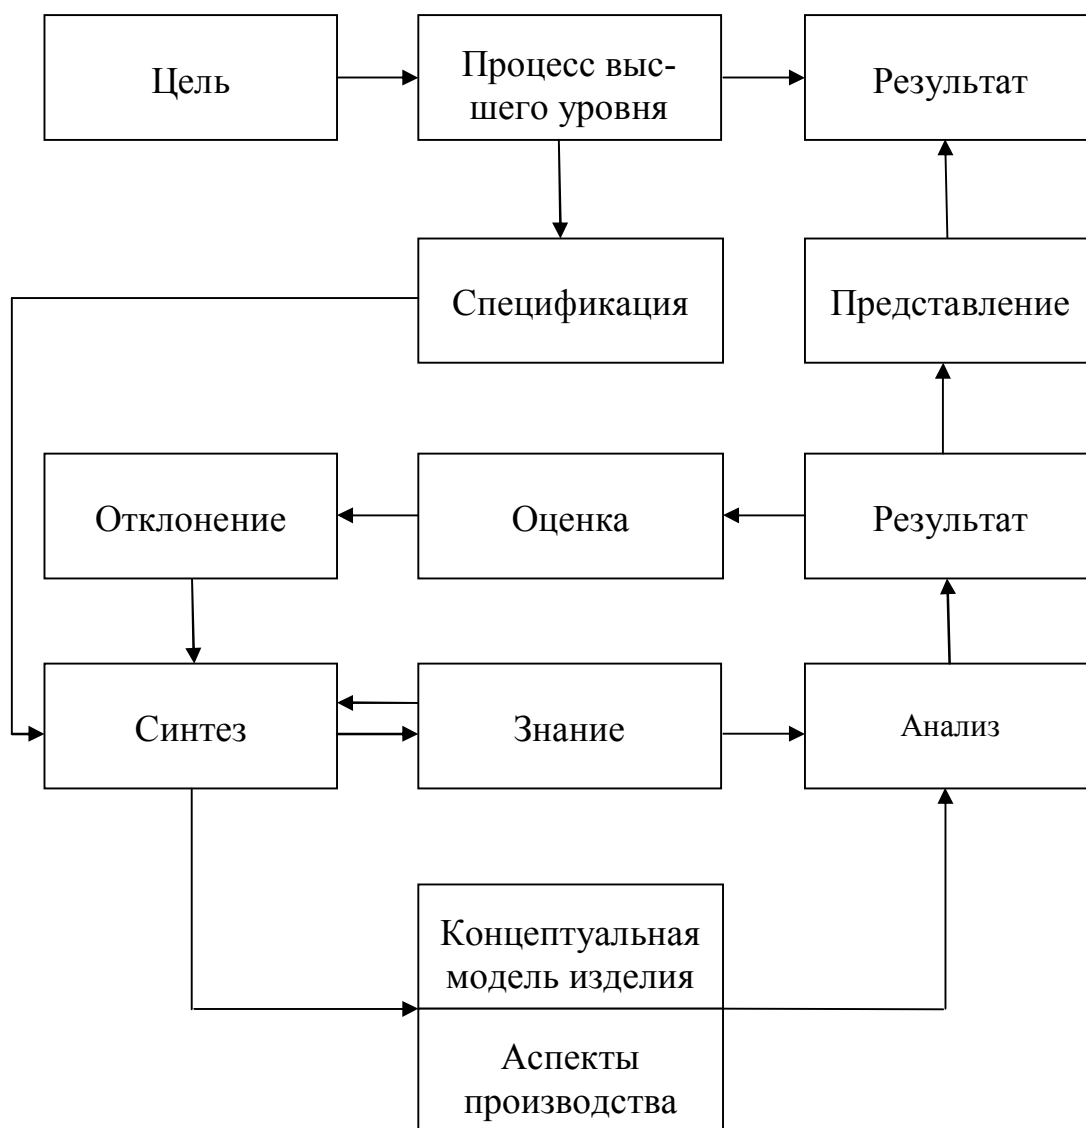 Цель
Процесс выс-
шего уровня
Результат
Спецификация
Представление
Отклонение
Оценка
Результат
Синтез
Знание
Анализ
Концептуальная
модель изделия
Аспекты
производства